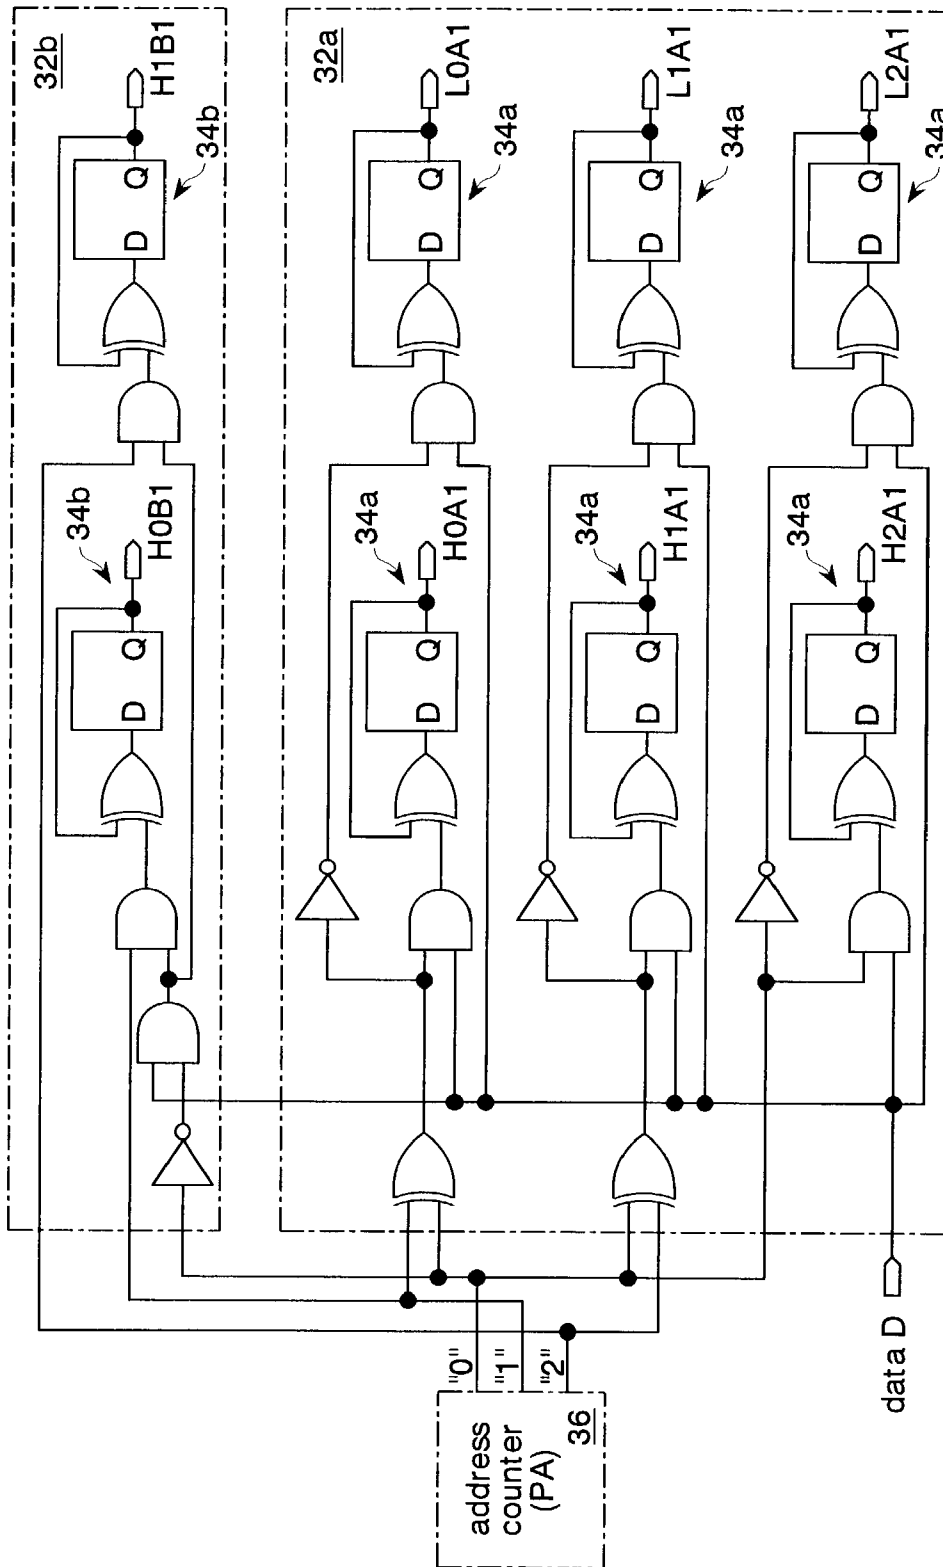 32b
H1B1
34b
D
Q
34b
H0B1
D
Q
32a
L0A1
34a
D
Q
34a
H0A1
D
Q
L1A1
34a
D
Q
34a
H1A1
D
Q
L2A1
34a
D
Q
34a
H2A1
D
Q
"0"
"1"
"2"
address
counter
(PA)
36
data D